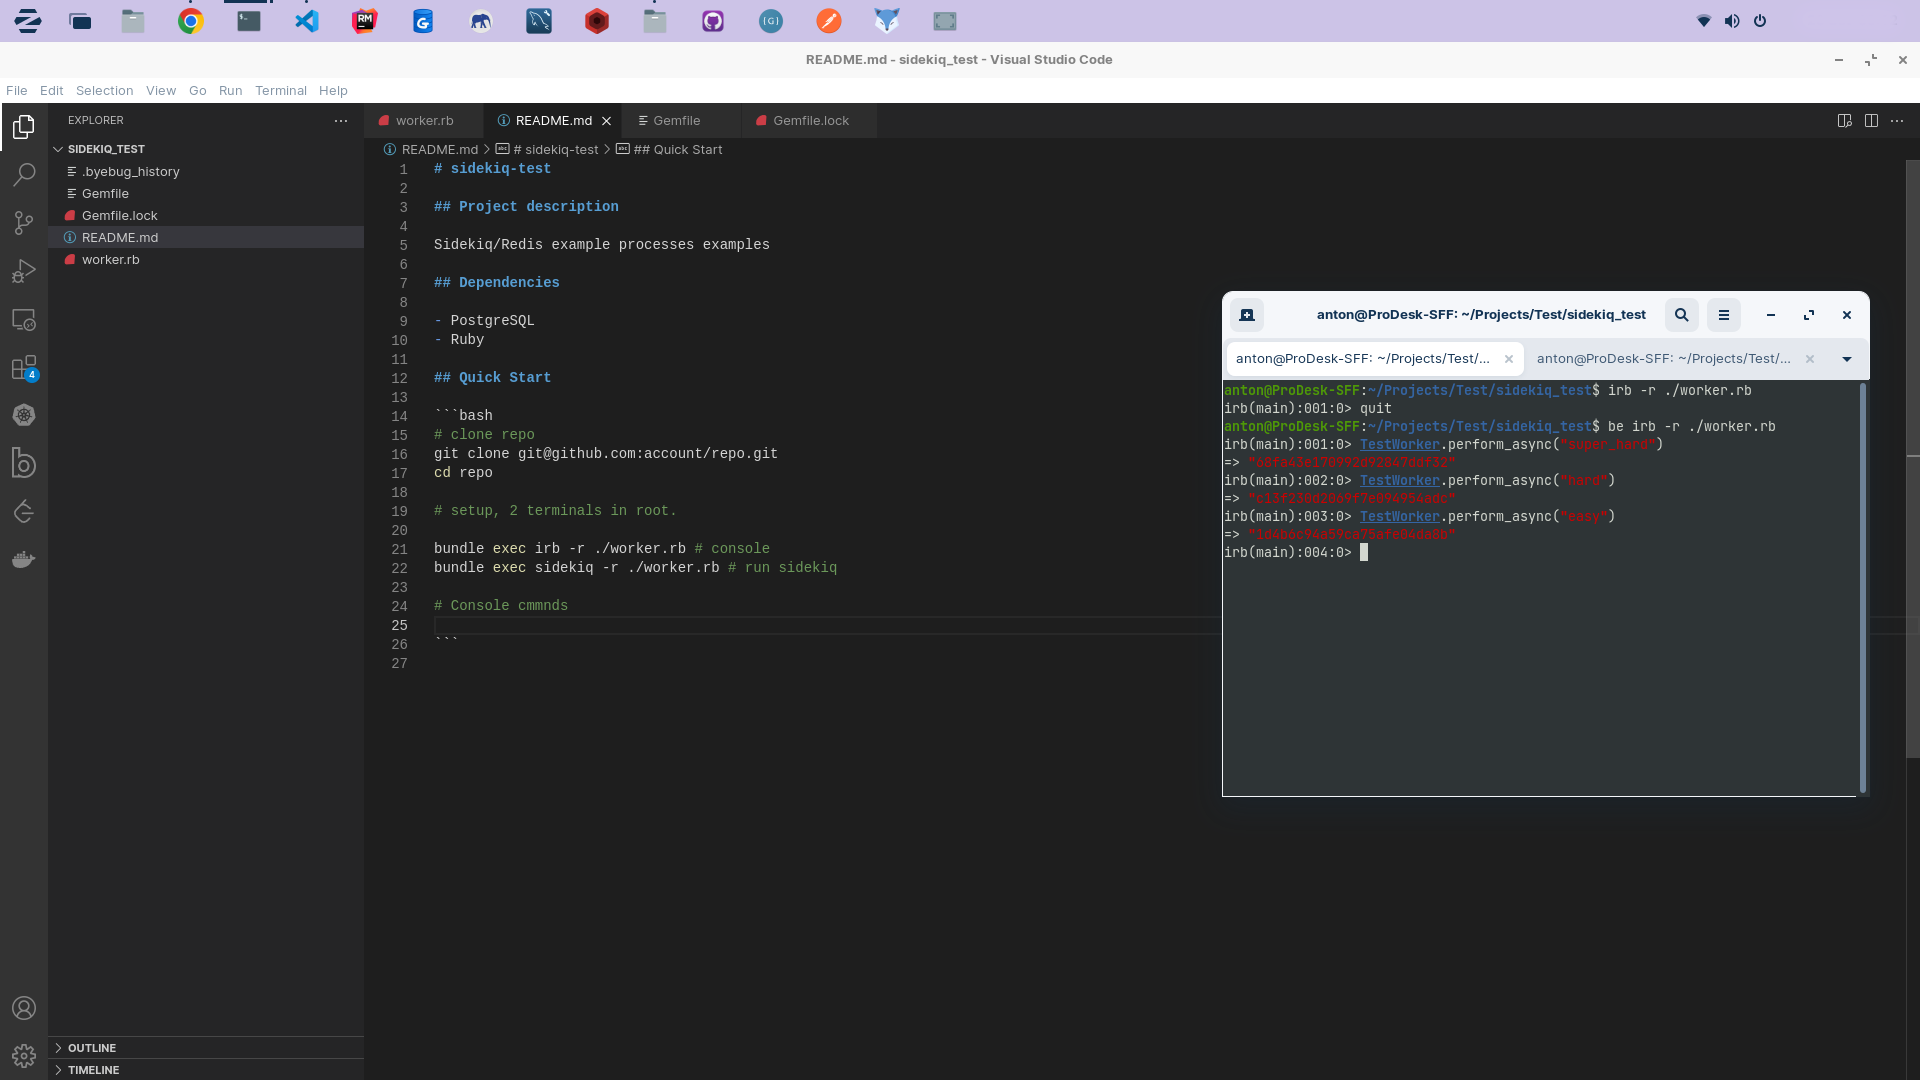 README.md - sidekiq_test - Visual Studio Code
File Edit Selection View Go Run Terminal Help
EXPLORER
SIDEKIQ_TEST
.byebug_history
Gemfile
Gemfile.lock
README.md
worker.rb
4
OUTLINE
TIMELINE
worker.rb README.md Gemfile Gemfile.lock
README.md > # sidekiq-test > ## Quick Start
1 # sidekiq-test
2
3 ## Project description
4
5 Sidekiq/Redis example processes examples
6
7 ## Dependencies
8
9 - PostgreSQL
10 - Ruby
11
12 ## Quick Start
13
14 ```bash
15 # clone repo
16 git clone git@github.com:account/repo.git
17 cd repo
18
19 # setup, 2 terminals in root.
20
21 bundle exec irb -r ./worker.rb # console
22 bundle exec sidekiq -r ./worker.rb # run sidekiq
23
24 # Console cmmnds
25
26 ```
27
anton@ProDesk-SFF: ~/Projects/Test/sidekiq_test
anton@ProDesk-SFF: ~/Projects/Test/... anton@ProDesk-SFF: ~/Projects/Test/...
anton@ProDesk-SFF:~/Projects/Test/sidekiq_test$ irb -r ./worker.rb
irb(main):001:0> quit
anton@ProDesk-SFF:~/Projects/Test/sidekiq_test$ be irb -r ./worker.rb
irb(main):001:0> TestWorker.perform_async("super_hard")
=>
irb(main):002:0> TestWorker.perform_async("hard")
=>
irb(main):003:0> TestWorker.perform_async("easy")
=>
irb(main):004:0>